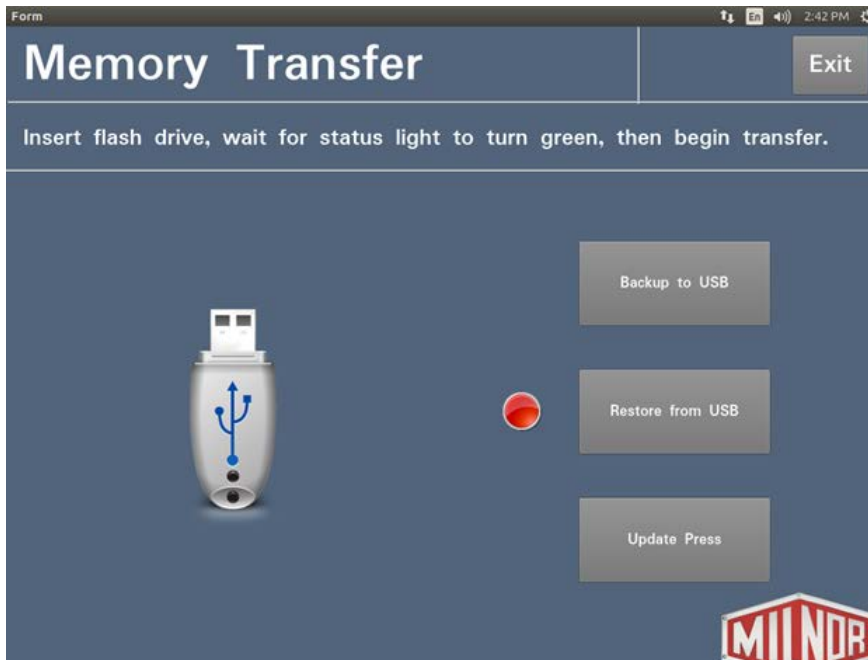 Form
En
2:42 PM
Memory Transfer
Exit
Insert flash drive, wait for status light to turn green, then begin transfer.
Backup to USB
Restore from USB
Update Press
MILNOR